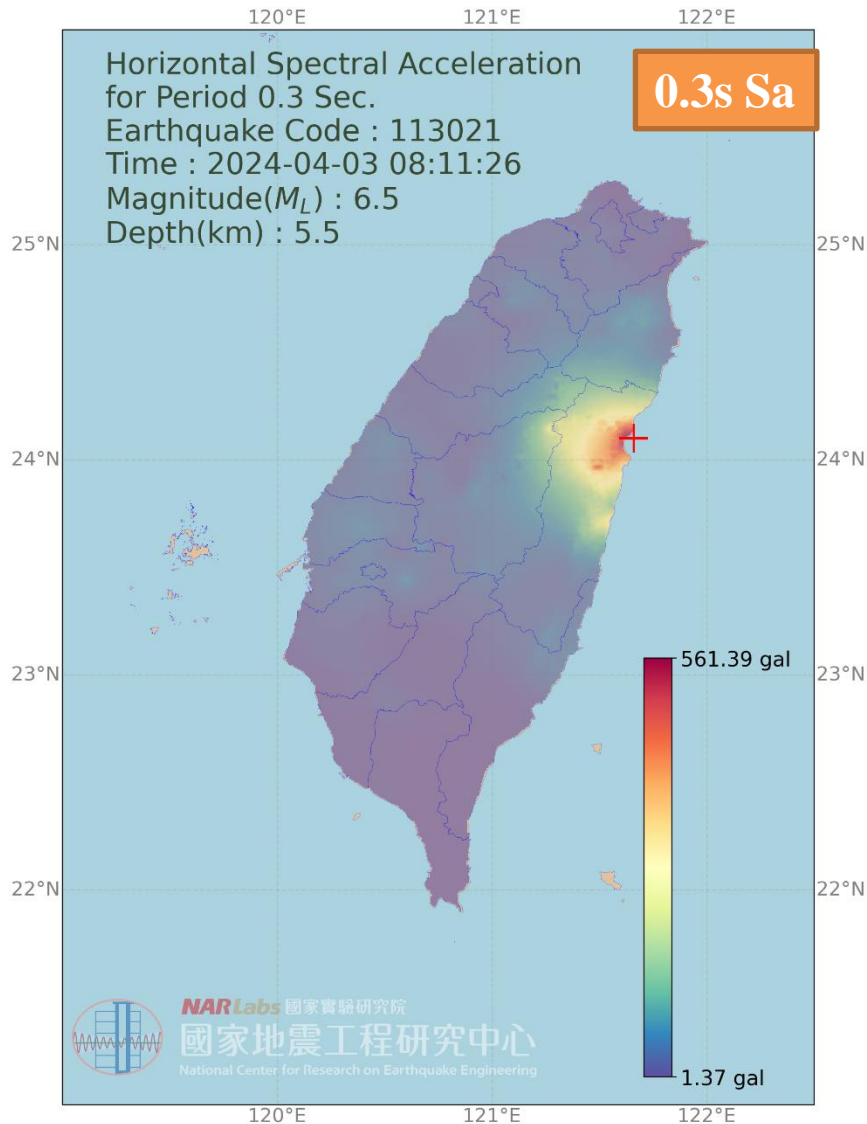 120°E 121°E 122°E
Horizontal Spectral Acceleration
for Period 0.3 Sec.
Earthquake Code : 113021
Time : 2024-04-03 08:11:26
Magnitude(M_L) : 6.5
Depth(km) : 5.5
0.3s Sa
25°N 25°N
24°N 24°N
23°N 23°N
561.39 gal
22°N 22°N
1.37 gal
NARLabs 國家實驗研究院
國家地震工程研究中心
National Center for Research on Earthquake Engineering
120°E 121°E 122°E